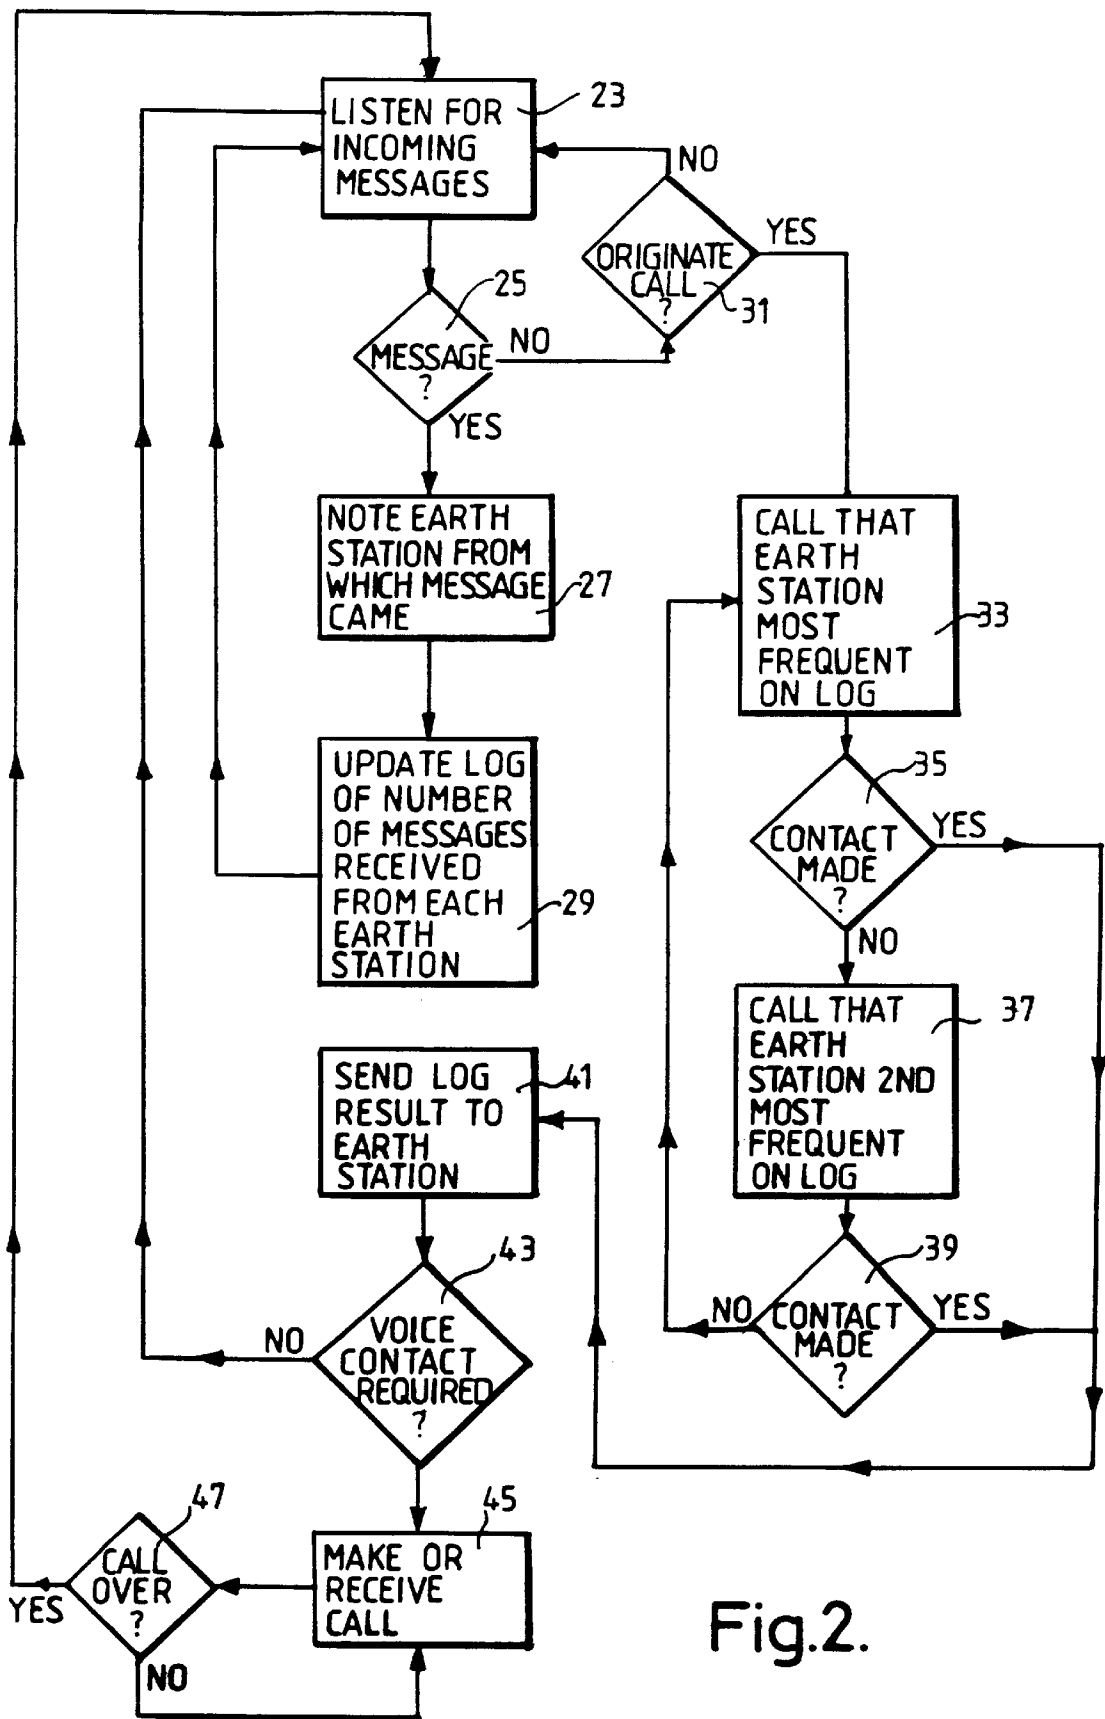 LISTEN FOR
INCOMING
MESSAGES
23
NO
YES
ORIGINATE
CALL
?
31
25
MESSAGE
?
NO
YES
NOTE EARTH
STATION FROM
WHICH MESSAGE
CAME
27
CALL THAT
EARTH
STATION
MOST
FREQUENT
ON LOG
33
UPDATE LOG
OF NUMBER
OF MESSAGES
RECEIVED
FROM EACH
EARTH
STATION
29
35
CONTACT
MADE
?
YES
NO
CALL THAT
EARTH
STATION 2ND
MOST
FREQUENT
ON LOG
37
SEND LOG
RESULT TO
EARTH
STATION
41
39
CONTACT
MADE
?
NO
YES
43
VOICE
CONTACT
REQUIRED
?
NO
45
MAKE OR
RECEIVE
CALL
47
CALL
OVER
?
YES
NO
Fig.2.